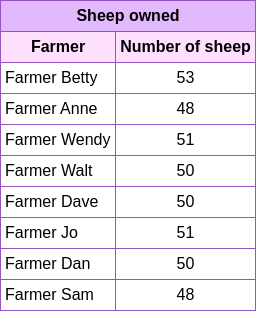 Sheep owned
Farmer Number of sheep
Farmer Betty 53
Farmer Anne 48
Farmer Wendy 51
Farmer Walt 50
Farmer Dave 50
Farmer Jo 51
Farmer Dan 50
Farmer Sam 48